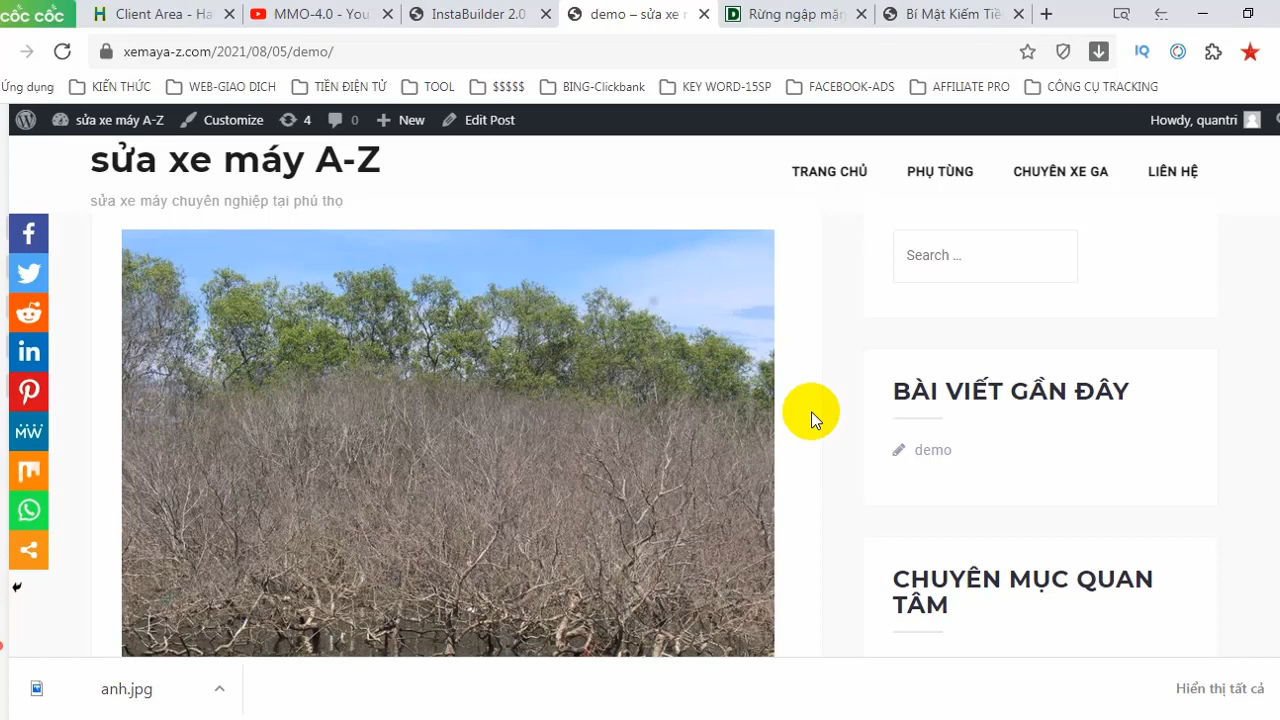 cốc cốc
Client Area - Ha
MMO-4.0 - You
InstaBuilder 2.0
demo – sửa xe r
Rừng ngập mặn
Bí Mật Kiếm Tiề
xemaya-z.com/2021/08/05/demo/
Ứng dụng
KIẾN THỨC
WEB-GIAO DỊCH
TIỀN ĐIỆN TỬ
TOOL
$$$$$
BING-Clickbank
KEY WORD-15SP
FACEBOOK-ADS
AFFILIATE PRO
CÔNG CỤ TRACKING
sửa xe máy A-Z
Customize
4
0
New
Edit Post
Howdy, quantri
sửa xe máy A-Z
sửa xe máy chuyên nghiệp tại phú thọ
TRANG CHỦ
PHỤ TÙNG
CHUYÊN XE GA
LIÊN HỆ
Search ...
BÀI VIẾT GẦN ĐÂY
demo
CHUYÊN MỤC QUAN
TÂM
anh.jpg
Hiển thị tất cả